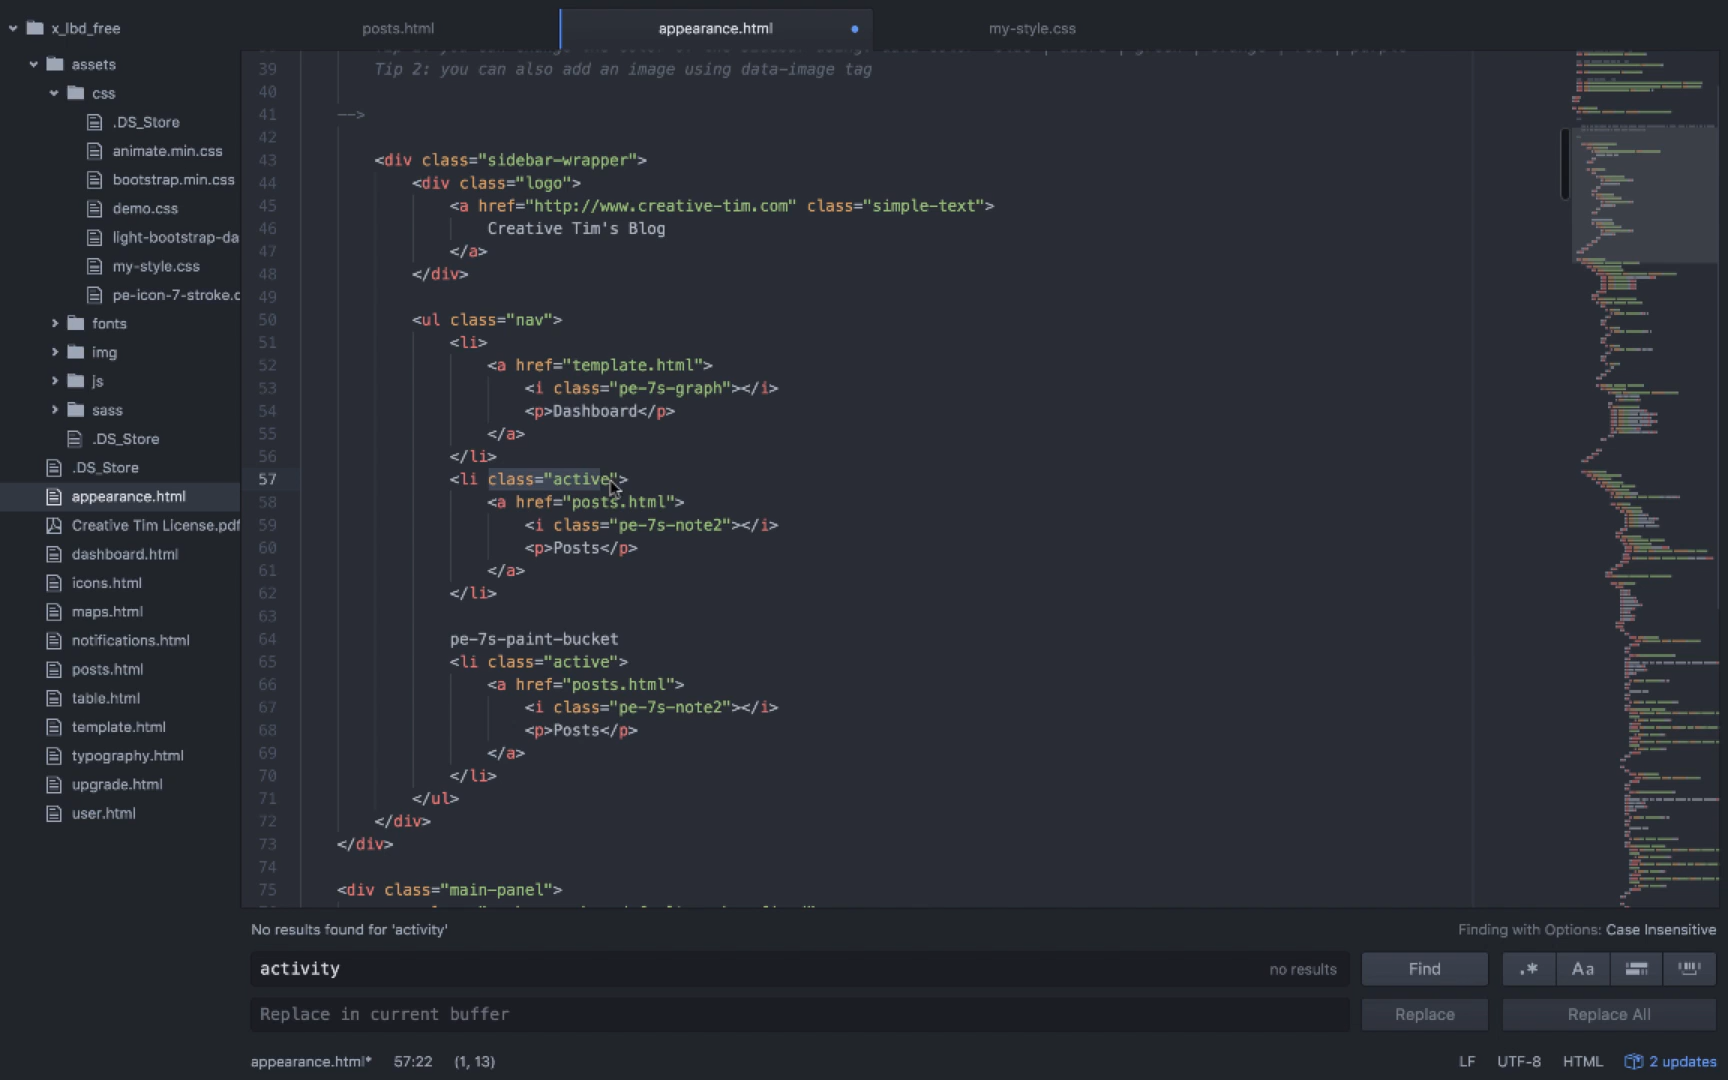 x_lbd_free
posts.html
appearance.html
my-style.css
assets
css
.DS_Store
animate.min.css
bootstrap.min.css
demo.css
light-bootstrap-da
my-style.css
pe-icon-7-stroke.c
fonts
img
js
sass
.DS_Store
.DS_Store
appearance.html
Creative Tim License.pdf
dashboard.html
icons.html
maps.html
notifications.html
posts.html
table.html
template.html
typography.html
upgrade.html
user.html
39 Tip 2: you can also add an image using data-image tag
40
41 -->
42
43 <div class="sidebar-wrapper">
44 <div class="logo">
45 <a href="http://www.creative-tim.com" class="simple-text">
46 Creative Tim's Blog
47 </a>
48 </div>
49
50 <ul class="nav">
51 <li>
52 <a href="template.html">
53 <i class="pe-7s-graph"></i>
54 <p>Dashboard</p>
55 </a>
56 </li>
57 <li class="active">
58 <a href="posts.html">
59 <i class="pe-7s-note2"></i>
60 <p>Posts</p>
61 </a>
62 </li>
63
64 pe-7s-paint-bucket
65 <li class="active">
66 <a href="posts.html">
67 <i class="pe-7s-note2"></i>
68 <p>Posts</p>
69 </a>
70 </li>
71 </ul>
72 </div>
73 </div>
74
75 <div class="main-panel">
No results found for 'activity'
Finding with Options: Case Insensitive
activity
no results
Find
.*
Aa
Replace in current buffer
Replace
Replace All
appearance.html* 57:22 (1, 13)
LF UTF-8 HTML 2 updates